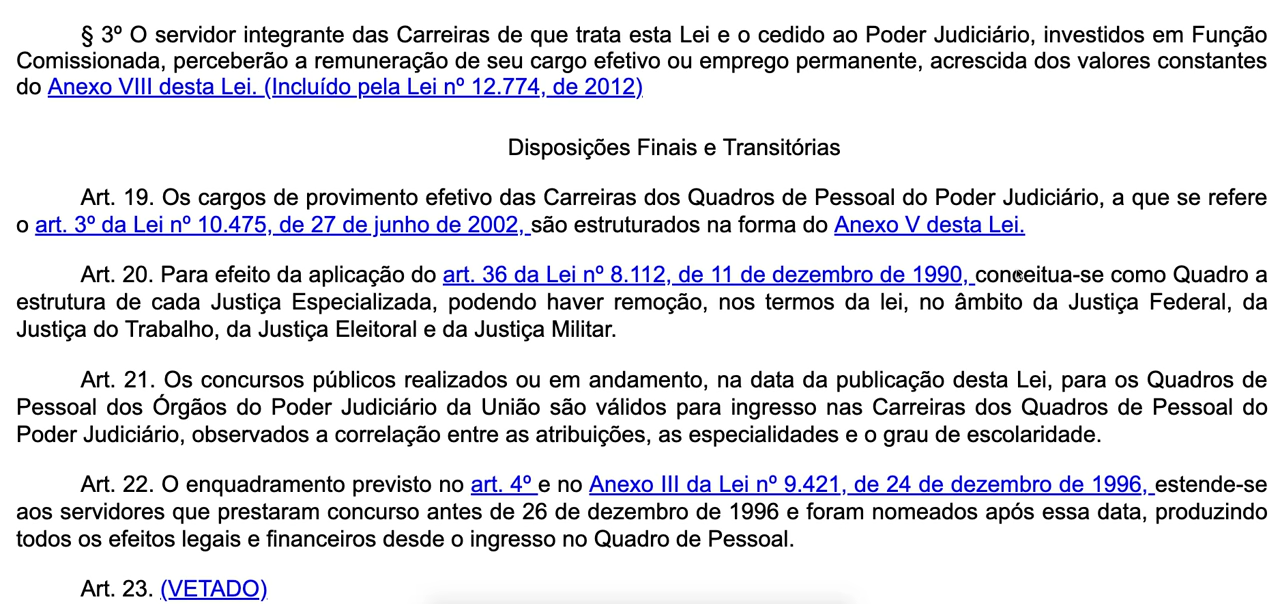 § 3º O servidor integrante das Carreiras de que trata esta Lei e o cedido ao Poder Judiciário, investidos em Função
Comissionada, perceberão a remuneração de seu cargo efetivo ou emprego permanente, acrescida dos valores constantes
do Anexo VIII desta Lei. (Incluído pela Lei nº 12.774, de 2012)
Disposições Finais e Transitórias
Art. 19. Os cargos de provimento efetivo das Carreiras dos Quadros de Pessoal do Poder Judiciário, a que se refere
o art. 3º da Lei nº 10.475, de 27 de junho de 2002, são estruturados na forma do Anexo V desta Lei.
Art. 20. Para efeito da aplicação do art. 36 da Lei nº 8.112, de 11 de dezembro de 1990, conceitua-se como Quadro a
estrutura de cada Justiça Especializada, podendo haver remoção, nos termos da lei, no âmbito da Justiça Federal, da
Justiça do Trabalho, da Justiça Eleitoral e da Justiça Militar.
Art. 21. Os concursos públicos realizados ou em andamento, na data da publicação desta Lei, para os Quadros de
Pessoal dos Órgãos do Poder Judiciário da União são válidos para ingresso nas Carreiras dos Quadros de Pessoal do
Poder Judiciário, observados a correlação entre as atribuições, as especialidades e o grau de escolaridade.
Art. 22. O enquadramento previsto no art. 4º e no Anexo III da Lei nº 9.421, de 24 de dezembro de 1996, estende-se
aos servidores que prestaram concurso antes de 26 de dezembro de 1996 e foram nomeados após essa data, produzindo
todos os efeitos legais e financeiros desde o ingresso no Quadro de Pessoal.
Art. 23. (VETADO)